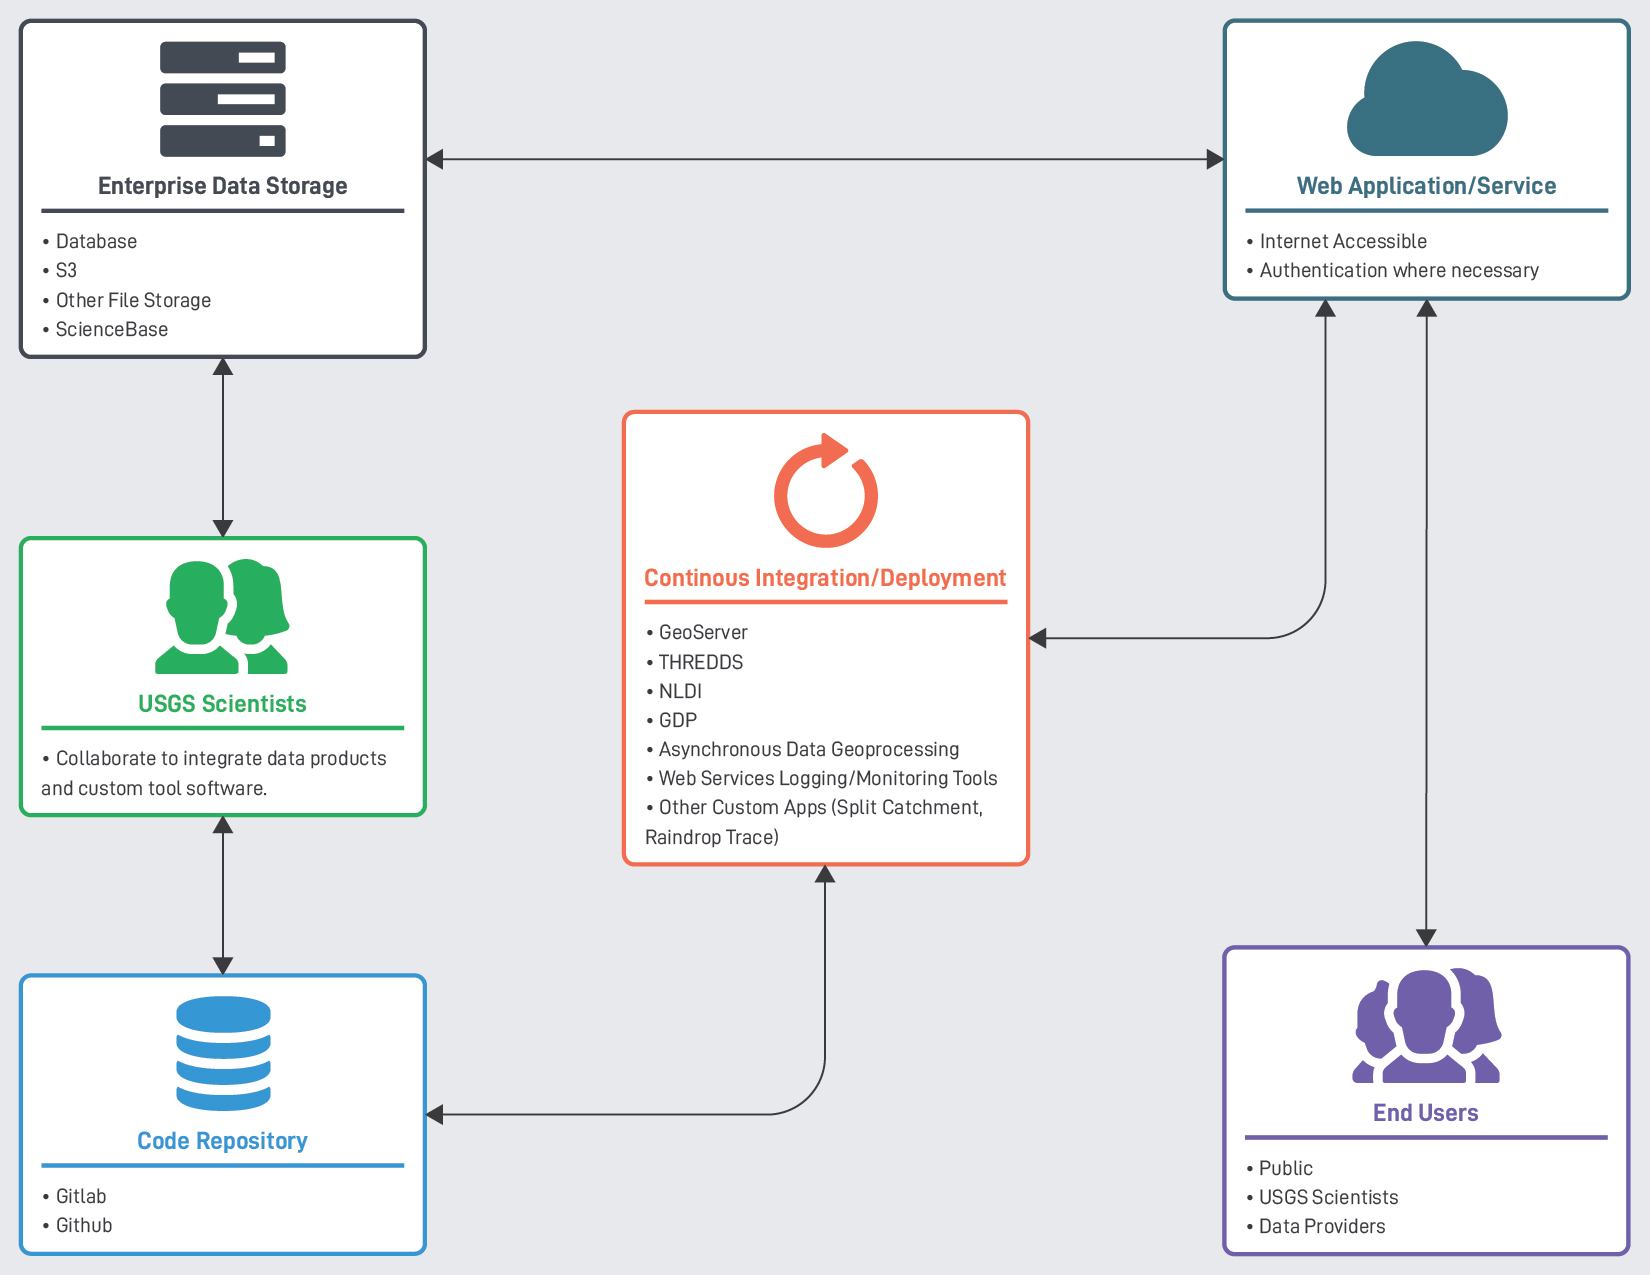 Enterprise Data Storage
• Database
• S3
• Other File Storage
• ScienceBase
Web Application/Service
• Internet Accessible
• Authentication where necessary
Continous Integration/Deployment
• GeoServer
• THREDDS
• NLDI
• GDP
• Asynchronous Data Geoprocessing
• Web Services Logging/Monitoring Tools
• Other Custom Apps (Split Catchment,
Raindrop Trace)
USGS Scientists
• Collaborate to integrate data products
and custom tool software.
Code Repository
• Gitlab
• Github
End Users
• Public
• USGS Scientists
• Data Providers